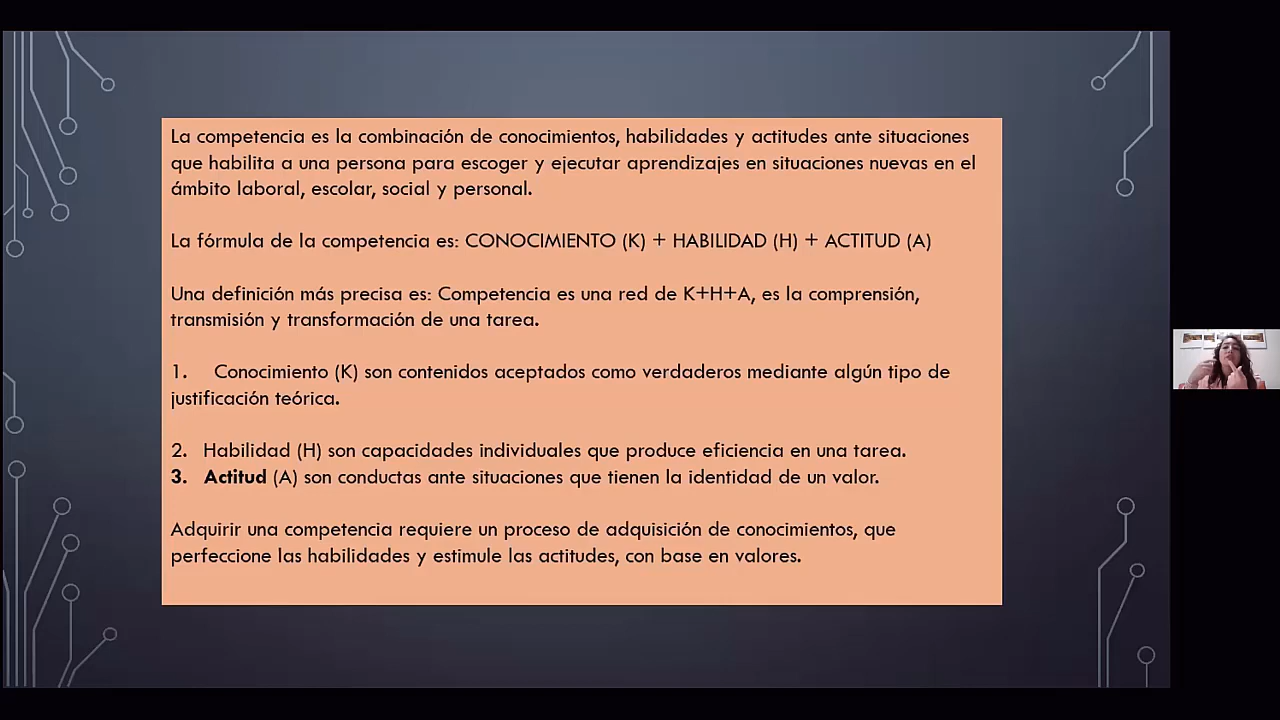 La competencia es la combinación de conocimientos, habilidades y actitudes ante situaciones
que habilita a una persona para escoger y ejecutar aprendizajes en situaciones nuevas en el
ámbito laboral, escolar, social y personal.
La fórmula de la competencia es: CONOCIMIENTO (K) + HABILIDAD (H) + ACTITUD (A)
Una definición más precisa es: Competencia es una red de K+H+A, es la comprensión,
transmisión y transformación de una tarea.
1. Conocimiento (K) son contenidos aceptados como verdaderos mediante algún tipo de
justificación teórica.
2. Habilidad (H) son capacidades individuales que produce eficiencia en una tarea.
3. Actitud (A) son conductas ante situaciones que tienen la identidad de un valor.
Adquirir una competencia requiere un proceso de adquisición de conocimientos, que
perfeccione las habilidades y estimule las actitudes, con base en valores.